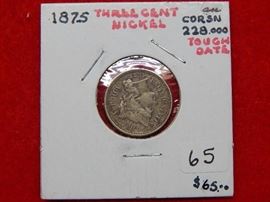 1875 THREE CENT
NICKEL
CORSN
228.000
TOUGH
DATE
65
$65.00